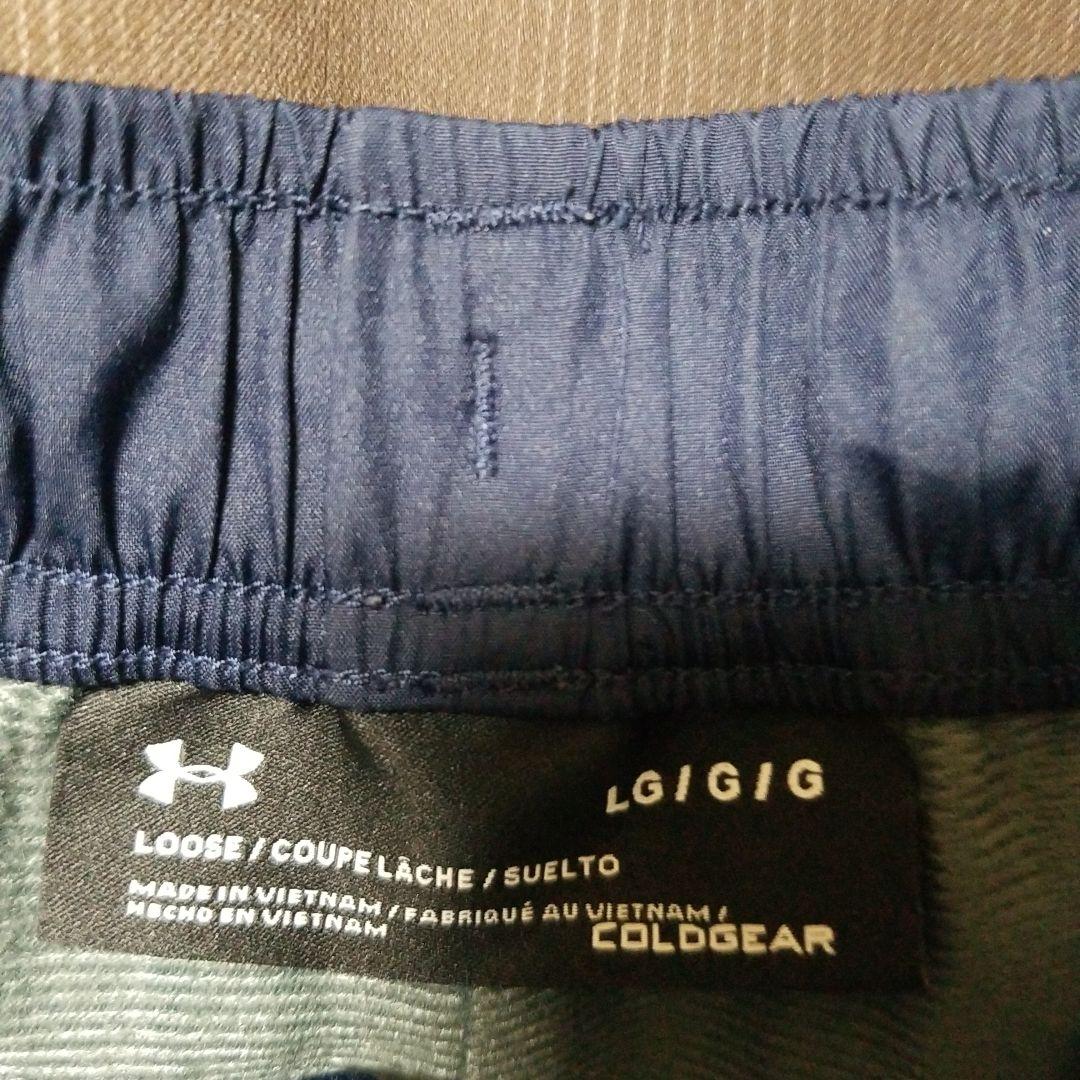 LG / G / G
LOOSE / COUPE LÂCHE / SUELTO
MADE IN VIETNAM / FABRIQUÉ AU VIETNAM /
HECHO EN VIETNAM
COLDGEAR